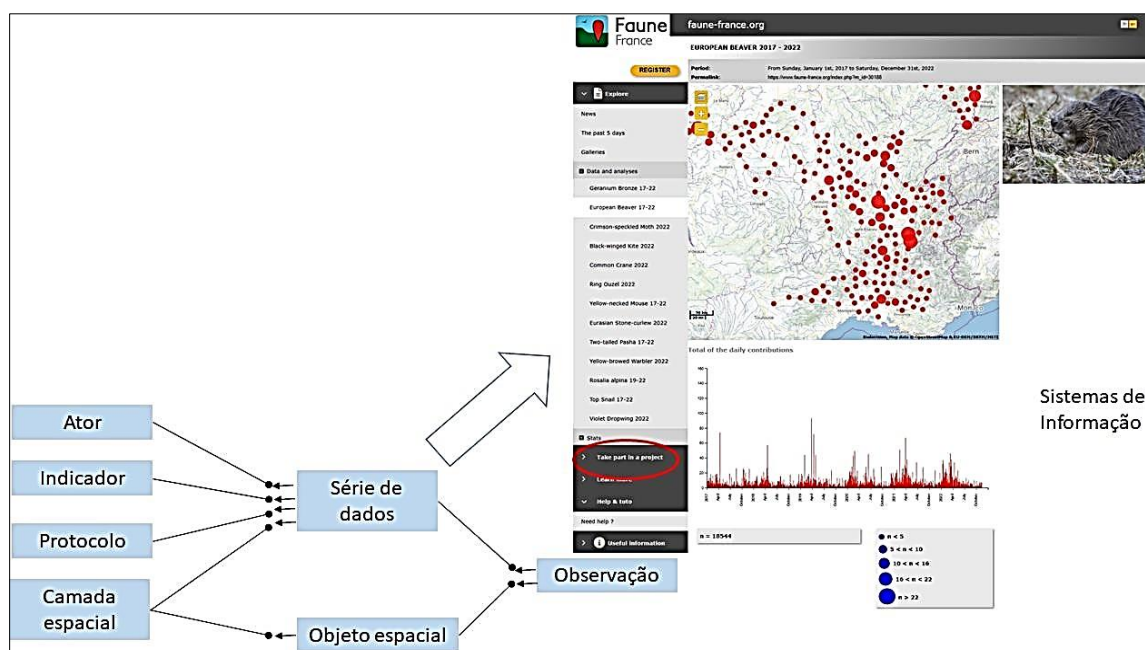 Faune
France
faune-france.org
EUROPEAN BEAVER 2017 - 2022
REGISTER
Period:
From Sunday, January 1st, 2017 to Saturday, December 31st, 2022
Permalink:
Explore
News
The past 5 days
Galleries
Data and analyses
Geranium Bronze 17-22
European Beaver 17-22
Crimson-speckled Moth 2022
Black-winged Kite 2022
Common Crane 2022
Ring Ouzel 2022
Yellow-necked Mouse 17-22
Eurasian Stone-curlew 2022
Two-tailed Pasha 17-22
Yellow-browed Warbler 2022
Rosalia alpina 19-22
Top Snail 17-22
Violet Dropwing 2022
Stats
Take part in a project
Learn more
Help & tuto
Need help ?
Useful information
Bern
Monaco
Toulouse
Total of the daily contributions
n = 18544
n < 5
5 < n < 10
10 < n < 16
16 < n < 22
n > 22
Sistemas de
Informação
Ator
Indicador
Protocolo
Camada
espacial
Série de
dados
Objeto espacial
Observação